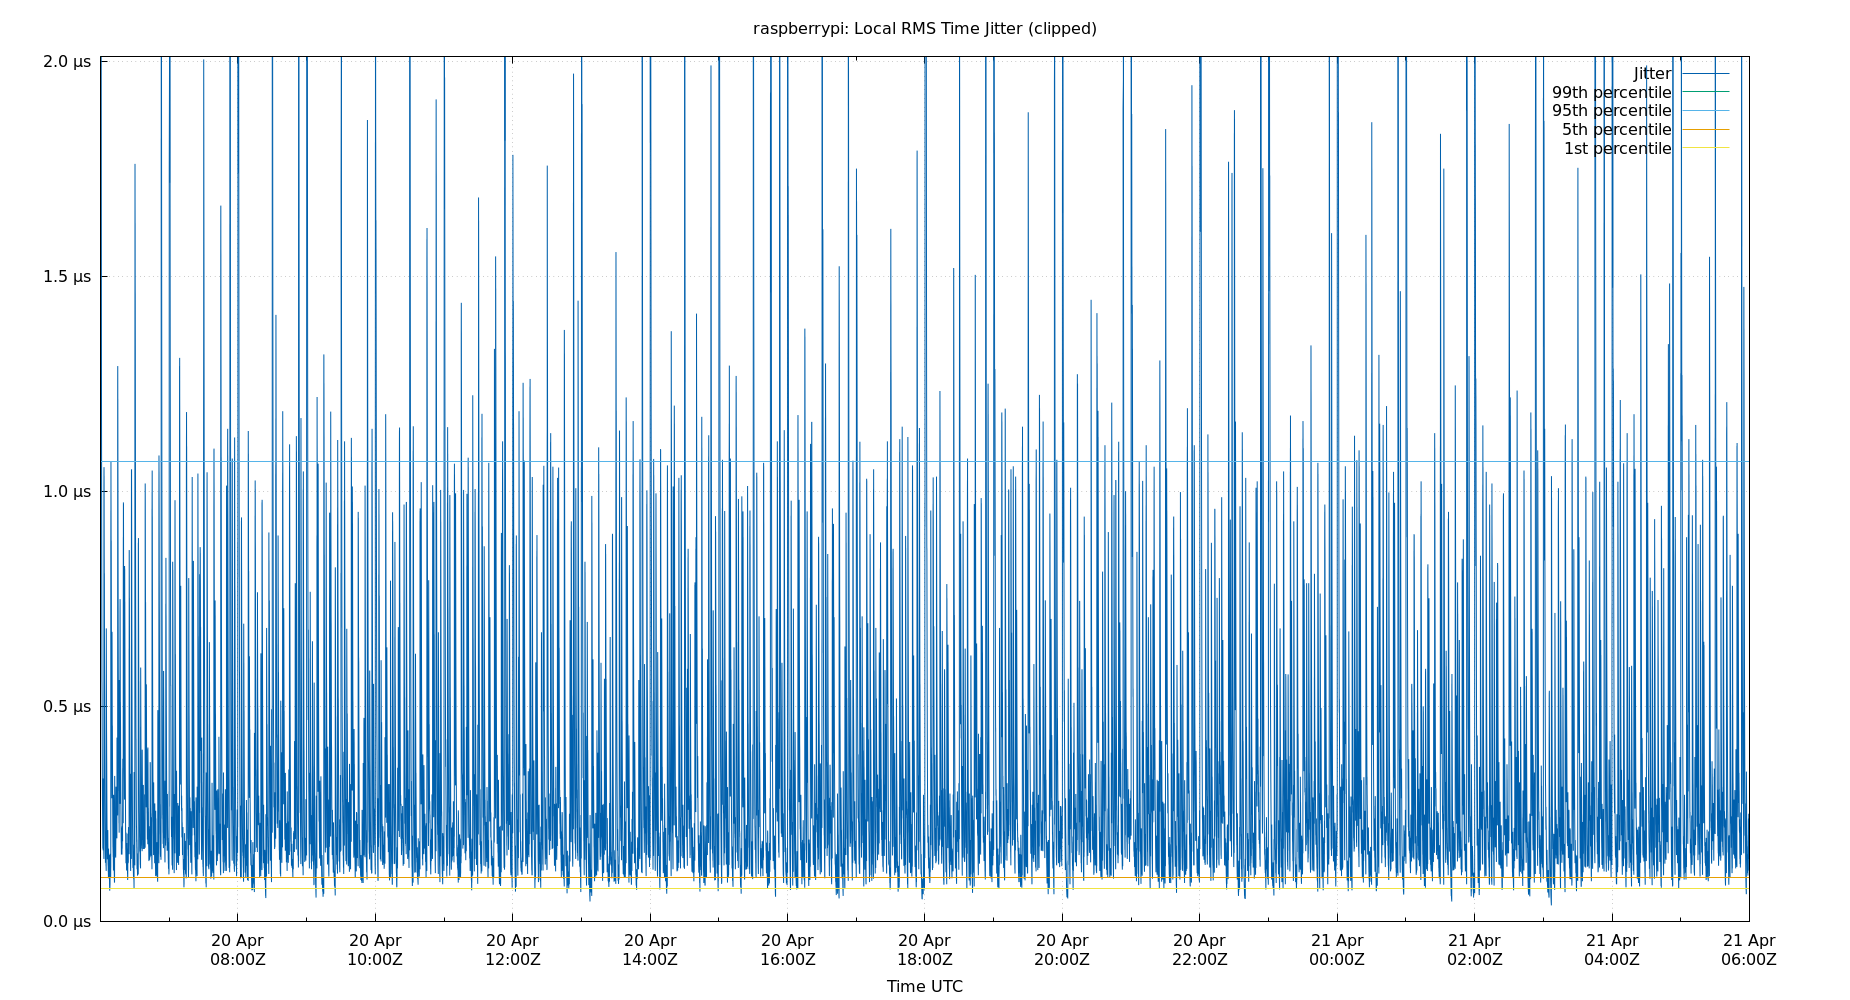 raspberrypi: Local RMS Time Jitter (clipped)
2.0 µs
1.5 µs
1.0 µs
0.5 µs
0.0 µs
Jitter
99th percentile
95th percentile
5th percentile
1st percentile
20 Apr 20 Apr 20 Apr 20 Apr 20 Apr 20 Apr 20 Apr 20 Apr 21 Apr 21 Apr 21 Apr 21 Apr
08:00Z 10:00Z 12:00Z 14:00Z 16:00Z 18:00Z 20:00Z 22:00Z 00:00Z 02:00Z 04:00Z 06:00Z
Time UTC